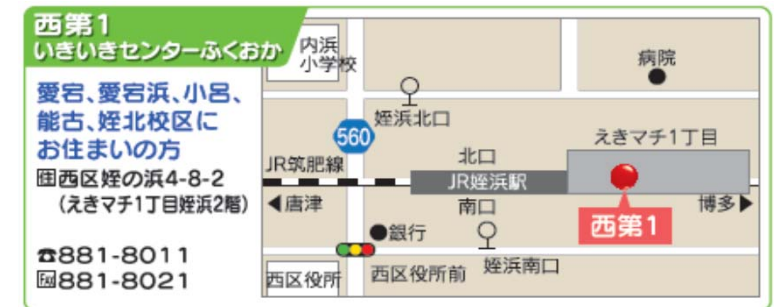 西第1
いきいきセンターふくおか
愛宕、愛宕浜、小呂、
能古、姪北校区に
お住まいの方
住西区姪の浜4-8-2
(えきマチ1丁目姪浜2階)
☎881-8011
FAX881-8021
内浜
小学校
病院
姪浜北口
560
えきマチ1丁目
JR筑肥線
北口
JR姪浜駅
◀唐津
南口
西第1
博多▶
●銀行
西区役所
西区役所前
姪浜南口